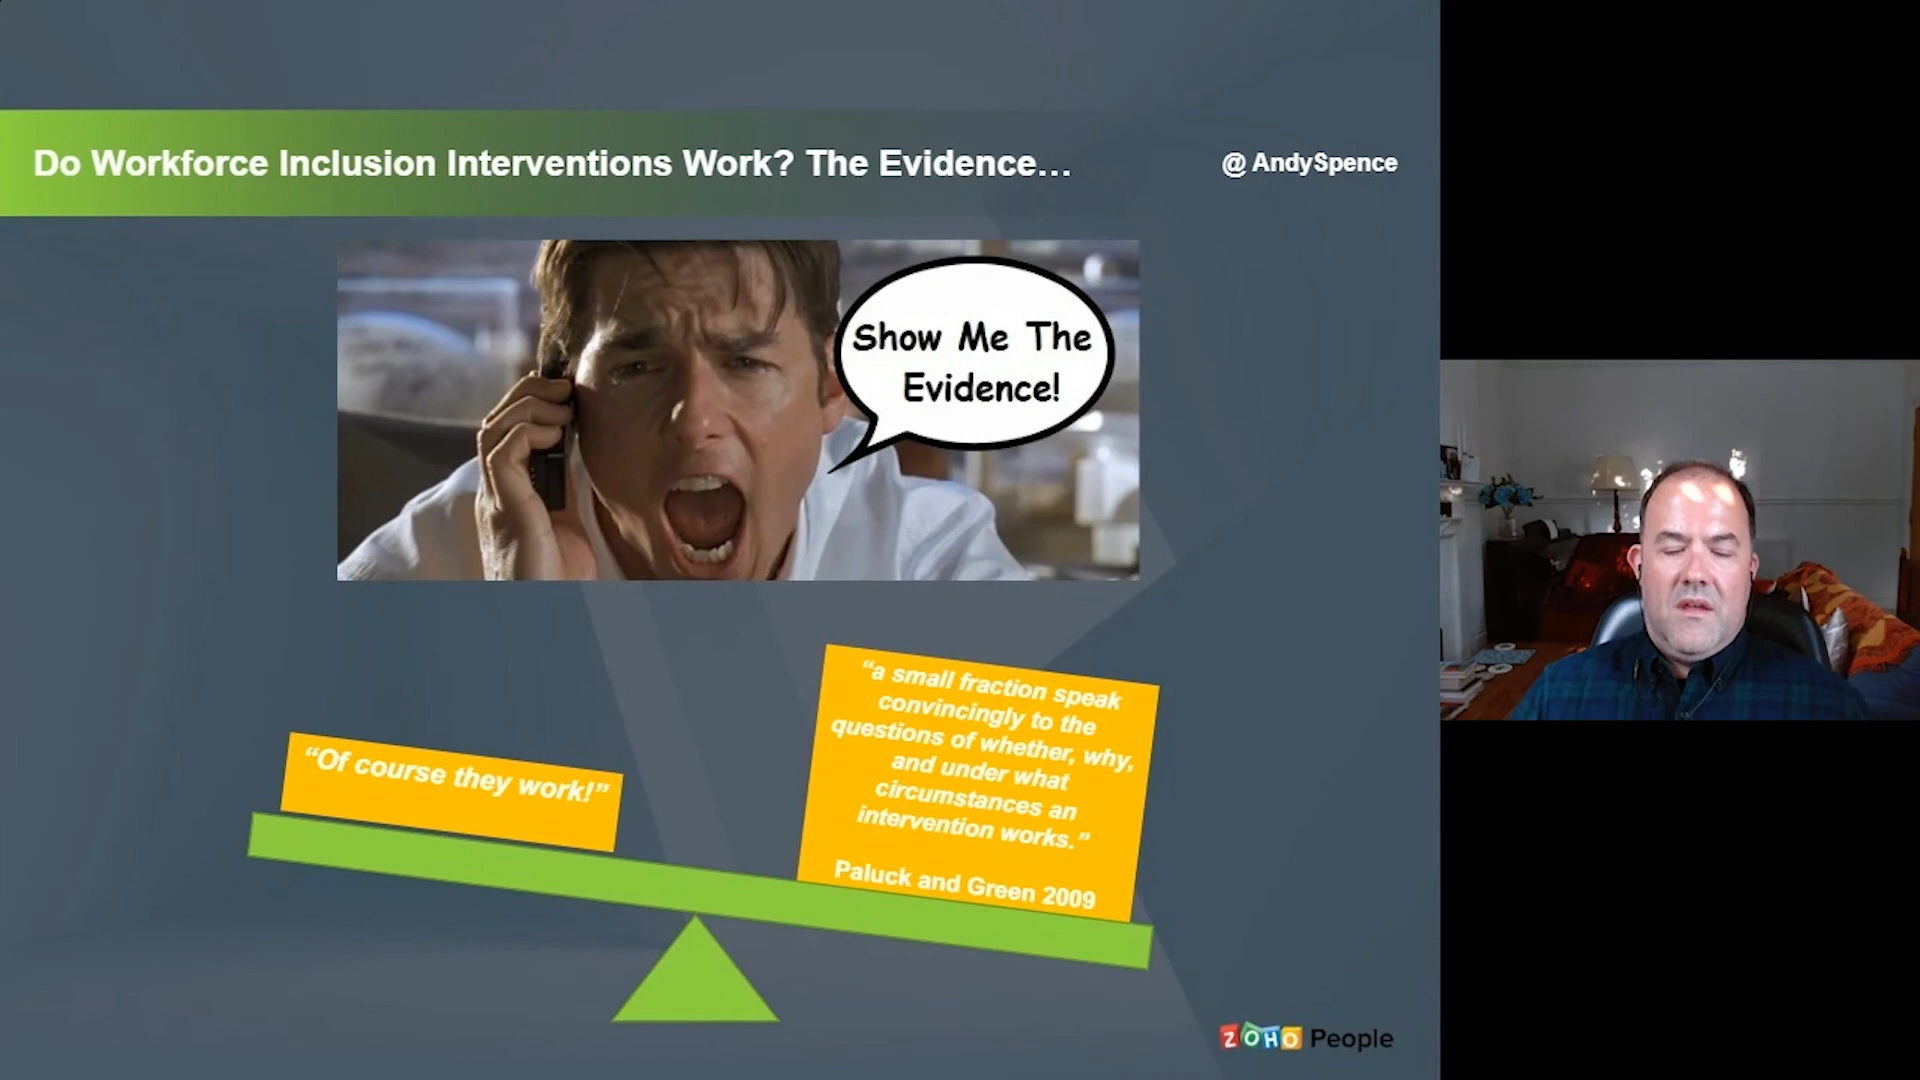 Do Workforce Inclusion Interventions Work? The Evidence...
@AndySpence
Show Me The
Evidence!
“Of course they work!”
“a small fraction speak
convincingly to the
questions of whether, why,
and under what
circumstances an
intervention works.”
Paluck and Green 2009
ZOHO People